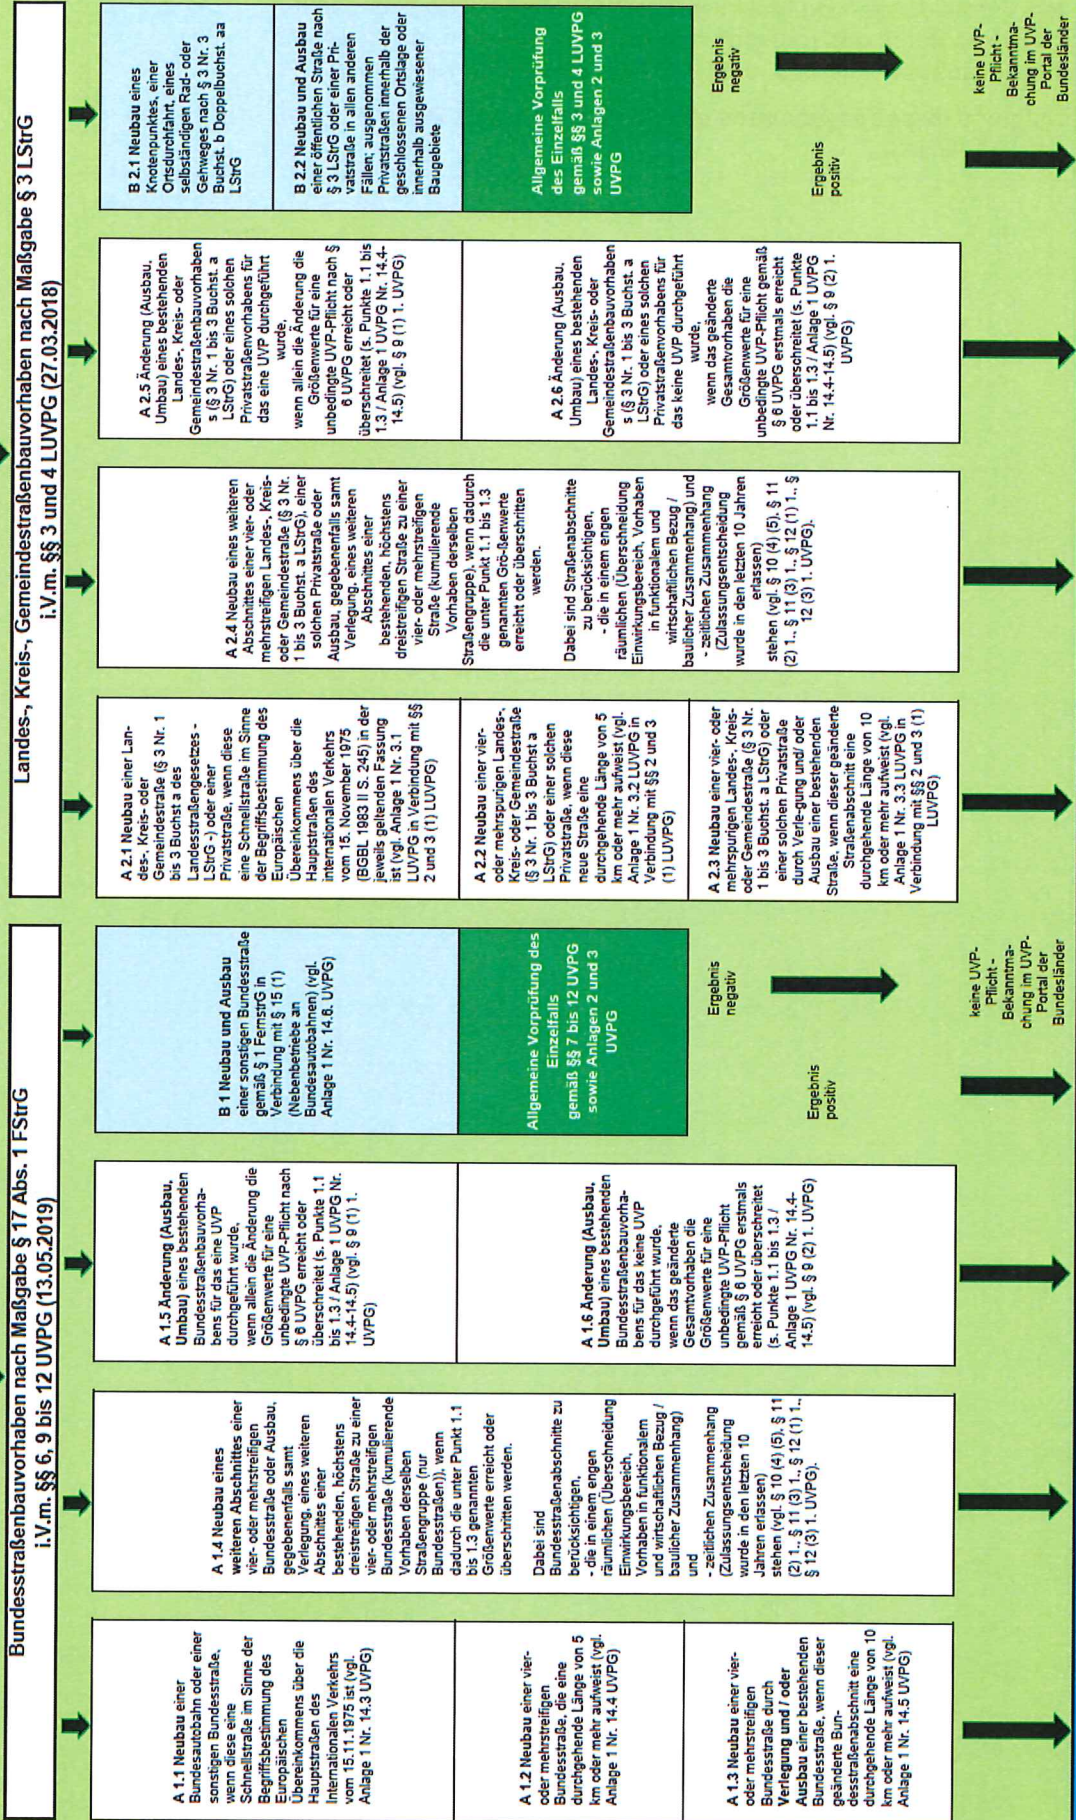 Bundesstraßenbauvorhaben nach Maßgabe § 17 Abs. 1 FStrG
i.V.m. §§ 6, 9 bis 12 UVPG (13.05.2019)
A 1.1 Neubau einer
Bundesautobahn oder einer
sonstigen Bundesstraße,
wenn diese eine
Schnellstraße im Sinne der
Begriffsbestimmung des
Europäischen
Übereinkommens über die
Hauptstraßen des
Internationalen Verkehrs
vom 15.11.1975 ist (vgl.
Anlage 1 Nr. 14.3 UVPG)
A 1.2 Neubau einer vier-
oder mehrstreifigen
Bundesstraße, die eine
durchgehende Länge von 5
km oder mehr aufweist (vgl.
Anlage 1 Nr. 14.4 UVPG)
A 1.3 Neubau einer vier-
oder mehrstreifigen
Bundesstraße durch
Verlegung und / oder
Ausbau einer bestehenden
Bundesstraße, wenn dieser
geänderte Bun-
desstraßenabschnitt eine
durchgehende Länge von 10
km oder mehr aufweist (vgl.
Anlage 1 Nr. 14.5 UVPG)
A 1.4 Neubau eines
weiteren Abschnittes einer
vier- oder mehrstreifigen
Bundesstraße oder Ausbau,
gegebenenfalls samt
Verlegung, eines weiteren
Abschnittes einer
bestehenden, höchstens
dreistreifigen Straße zu einer
vier- oder mehrstreifigen
Bundesstraße (kumulierende
Vorhaben derselben
Straßengruppe (nur
Bundesstraßen)), wenn
dadurch die unter Punkt 1.1
bis 1.3 genannten
Größenwerte erreicht oder
überschritten werden.
Dabei sind
Bundesstraßenabschnitte zu
berücksichtigen,
- die in einem engen
räumlichen (Überschneidung
Einwirkungsbereich,
Vorhaben in funktionalem
und wirtschaftlichen Bezug /
baulicher Zusammenhang)
und
- zeitlichen Zusammenhang
(Zulassungsentscheidung
wurde in den letzten 10
Jahren erlassen)
stehen (vgl. § 10 (4) (5), § 11
(2) 1., § 11 (3) 1., § 12 (1) 1.,
§ 12 (3) 1. UVPG).
A 1.5 Änderung (Ausbau,
Umbau) eines bestehenden
Bundesstraßenbauvorha-
bens für das eine UVP
durchgeführt wurde,
wenn allein die Änderung die
Größenwerte für eine
unbedingte UVP-Pflicht nach
§ 6 UVPG erreicht oder
überschreitet (s. Punkte 1.1
bis 1.3 / Anlage 1 UVPG Nr.
14.4-14.5) (vgl. § 9 (1) 1.
UVPG)
A 1.6 Änderung (Ausbau,
Umbau) eines bestehenden
Bundesstraßenbauvorha-
bens für das keine UVP
durchgeführt wurde,
wenn das geänderte
Gesamtvorhaben die
Größenwerte für eine
unbedingte UVP-Pflicht
gemäß § 6 UVPG erstmals
erreicht oder überschreitet
(s. Punkte 1.1 bis 1.3 /
Anlage 1 UVPG Nr. 14.4-
14.5) (vgl. § 9 (2) 1. UVPG)
B 1 Neubau und Ausbau
einer sonstigen Bundesstraße
gemäß § 1 FernstrG in
Verbindung mit § 15 (1)
(Nebenbetriebe an
Bundesautobahnen) (vgl.
Anlage 1 Nr. 14.6. UVPG)
Allgemeine Vorprüfung des
Einzelfalls
gemäß §§ 7 bis 12 UVPG
sowie Anlagen 2 und 3
UVPG
Ergebnis
positiv
Ergebnis
negativ
keine UVP-
Pflicht -
Bekanntma-
chung im UVP-
Portal der
Bundesländer
Landes-, Kreis-, Gemeindestraßenbauvorhaben nach Maßgabe § 3 LStrG
i.V.m. §§ 3 und 4 LUVPG (27.03.2018)
A 2.1 Neubau einer Lan-
des-, Kreis- oder
Gemeindestraße (§ 3 Nr. 1
bis 3 Buchst a des
Landesstraßengesetzes -
LStrG -) oder einer
Privatstraße, wenn diese
eine Schnellstraße im Sinne
der Begriffsbestimmung des
Europäischen
Übereinkommens über die
Hauptstraßen des
internationalen Verkehrs
vom 15. November 1975
(BGBL 1983 II S. 245) in der
jeweils geltenden Fassung
ist (vgl. Anlage 1 Nr. 3.1
LUVPG in Verbindung mit §§
2 und 3 (1) LUVPG)
A 2.2 Neubau einer vier-
oder mehrspurigen Landes-,
Kreis- oder Gemeindestraße
(§ 3 Nr. 1 bis 3 Buchst a
LStrG) oder einer solchen
Privatstraße, wenn diese
neue Straße eine
durchgehende Länge von 5
km oder mehr aufweist (vgl.
Anlage 1 Nr. 3.2 LUVPG in
Verbindung mit §§ 2 und 3
(1) LUVPG)
A 2.3 Neubau einer vier- oder
mehrspurigen Landes-, Kreis-
oder Gemeindestraße (§ 3 Nr.
1 bis 3 Buchst. a LStrG) oder
einer solchen Privatstraße
durch Verle-gung und/ oder
Ausbau einer bestehenden
Straße, wenn dieser geänderte
Straßenabschnitt eine
durchgehende Länge von 10
km oder mehr aufweist (vgl.
Anlage 1 Nr. 3.3 LUVPG in
Verbindung mit §§ 2 und 3 (1)
LUVPG)
A 2.4 Neubau eines weiteren
Abschnittes einer vier- oder
mehrstreifigen Landes-, Kreis-
oder Gemeindestraße (§ 3 Nr.
1 bis 3 Buchst. a LStrG), einer
solchen Privatstraße oder
Ausbau, gegebenenfalls samt
Verlegung, eines weiteren
Abschnittes einer
bestehenden, höchstens
dreistreifigen Straße zu einer
vier- oder mehrstreifigen
Straße (kumulierende
Vorhaben derselben
Straßengruppe), wenn dadurch
die unter Punkt 1.1 bis 1.3
genannten Grö-ßenwerte
erreicht oder überschritten
werden.
Dabei sind Straßenabschnitte
zu berücksichtigen,
- die in einem engen
räumlichen (Überschneidung
Einwirkungsbereich, Vorhaben
in funktionalem und
wirtschaftlichen Bezug /
baulicher Zusammenhang) und
- zeitlichen Zusammenhang
(Zulassungsentscheidung
wurde in den letzten 10 Jahren
erlassen)
stehen (vgl. § 10 (4) (5), § 11
(2) 1., § 11 (3) 1., § 12 (1) 1., §
12 (3) 1. UVPG).
A 2.5 Änderung (Ausbau,
Umbau) eines bestehenden
Landes-, Kreis- oder
Gemeindestraßenbauvorhaben
s (§ 3 Nr. 1 bis 3 Buchst. a
LStrG) oder eines solchen
Privatstraßenvorhabens für
das eine UVP durchgeführt
wurde,
wenn allein die Änderung die
Größenwerte für eine
unbedingte UVP-Pflicht nach §
6 UVPG erreicht oder
überschreitet (s. Punkte 1.1 bis
1.3 / Anlage 1 UVPG Nr. 14.4-
14.5) (vgl. § 9 (1) 1. UVPG)
A 2.6 Änderung (Ausbau,
Umbau) eines bestehenden
Landes-, Kreis- oder
Gemeindestraßenbauvorhaben
s (§ 3 Nr. 1 bis 3 Buchst. a
LStrG) oder eines solchen
Privatstraßenvorhabens für
das keine UVP durchgeführt
wurde,
wenn das geänderte
Gesamtvorhaben die
Größenwerte für eine
unbedingte UVP-Pflicht gemäß
§ 6 UVPG erstmals erreicht
oder überschreitet (s. Punkte
1.1 bis 1.3 / Anlage 1 UVPG
Nr. 14.4-14.5) (vgl. § 9 (2) 1.
UVPG)
B 2.1 Neubau eines
Knotenpunktes, einer
Ortsdurchfahrt, eines
selbständigen Rad- oder
Gehweges nach § 3 Nr. 3
Buchst. b Doppelbuchst. aa
LStrG
B 2.2 Neubau und Ausbau
einer öffentlichen Straße nach
§ 3 LStrG oder einer Pri-
vatstraße in allen anderen
Fällen; ausgenommen
Privatstraßen innerhalb der
geschlossenen Ortslage oder
innerhalb ausgewiesener
Baugebiete
Allgemeine Vorprüfung
des Einzelfalls
gemäß §§ 3 und 4 LUVPG
sowie Anlagen 2 und 3
UVPG
Ergebnis
positiv
Ergebnis
negativ
keine UVP-
Pflicht -
Bekanntma-
chung im UVP-
Portal der
Bundesländer